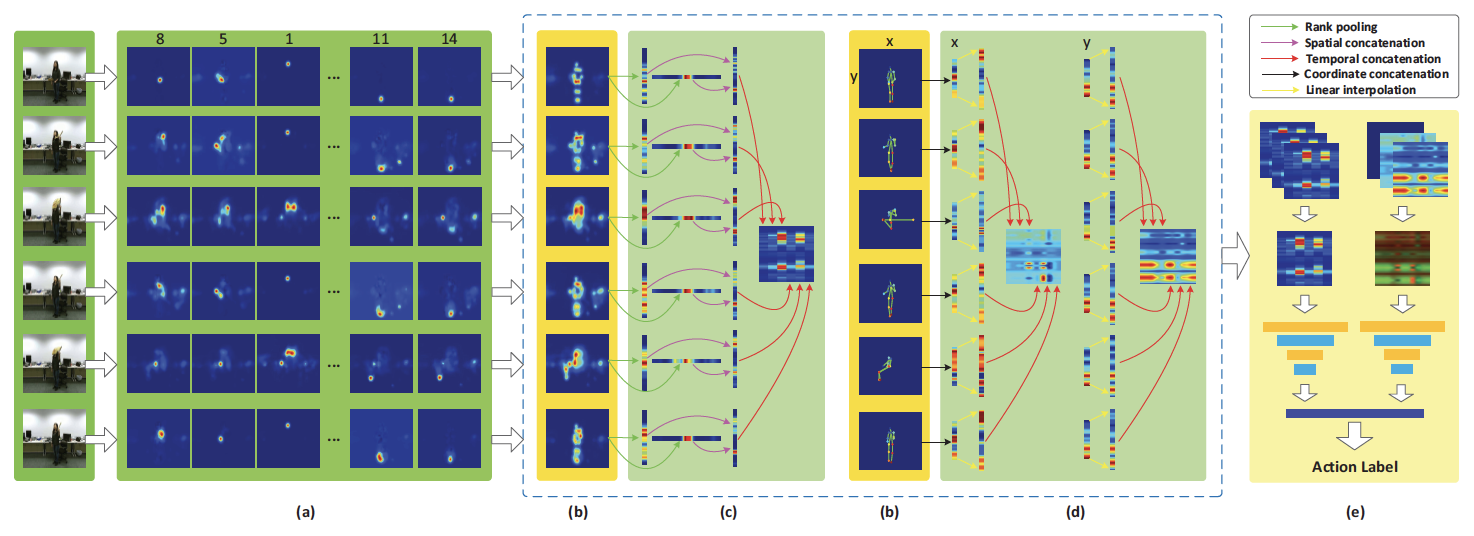 8 5 1 ... 11 14
x
y
x
y
Rank pooling
Spatial concatenation
Temporal concatenation
Coordinate concatenation
Linear interpolation
Action Label
(a)
(b)
(c)
(b)
(d)
(e)